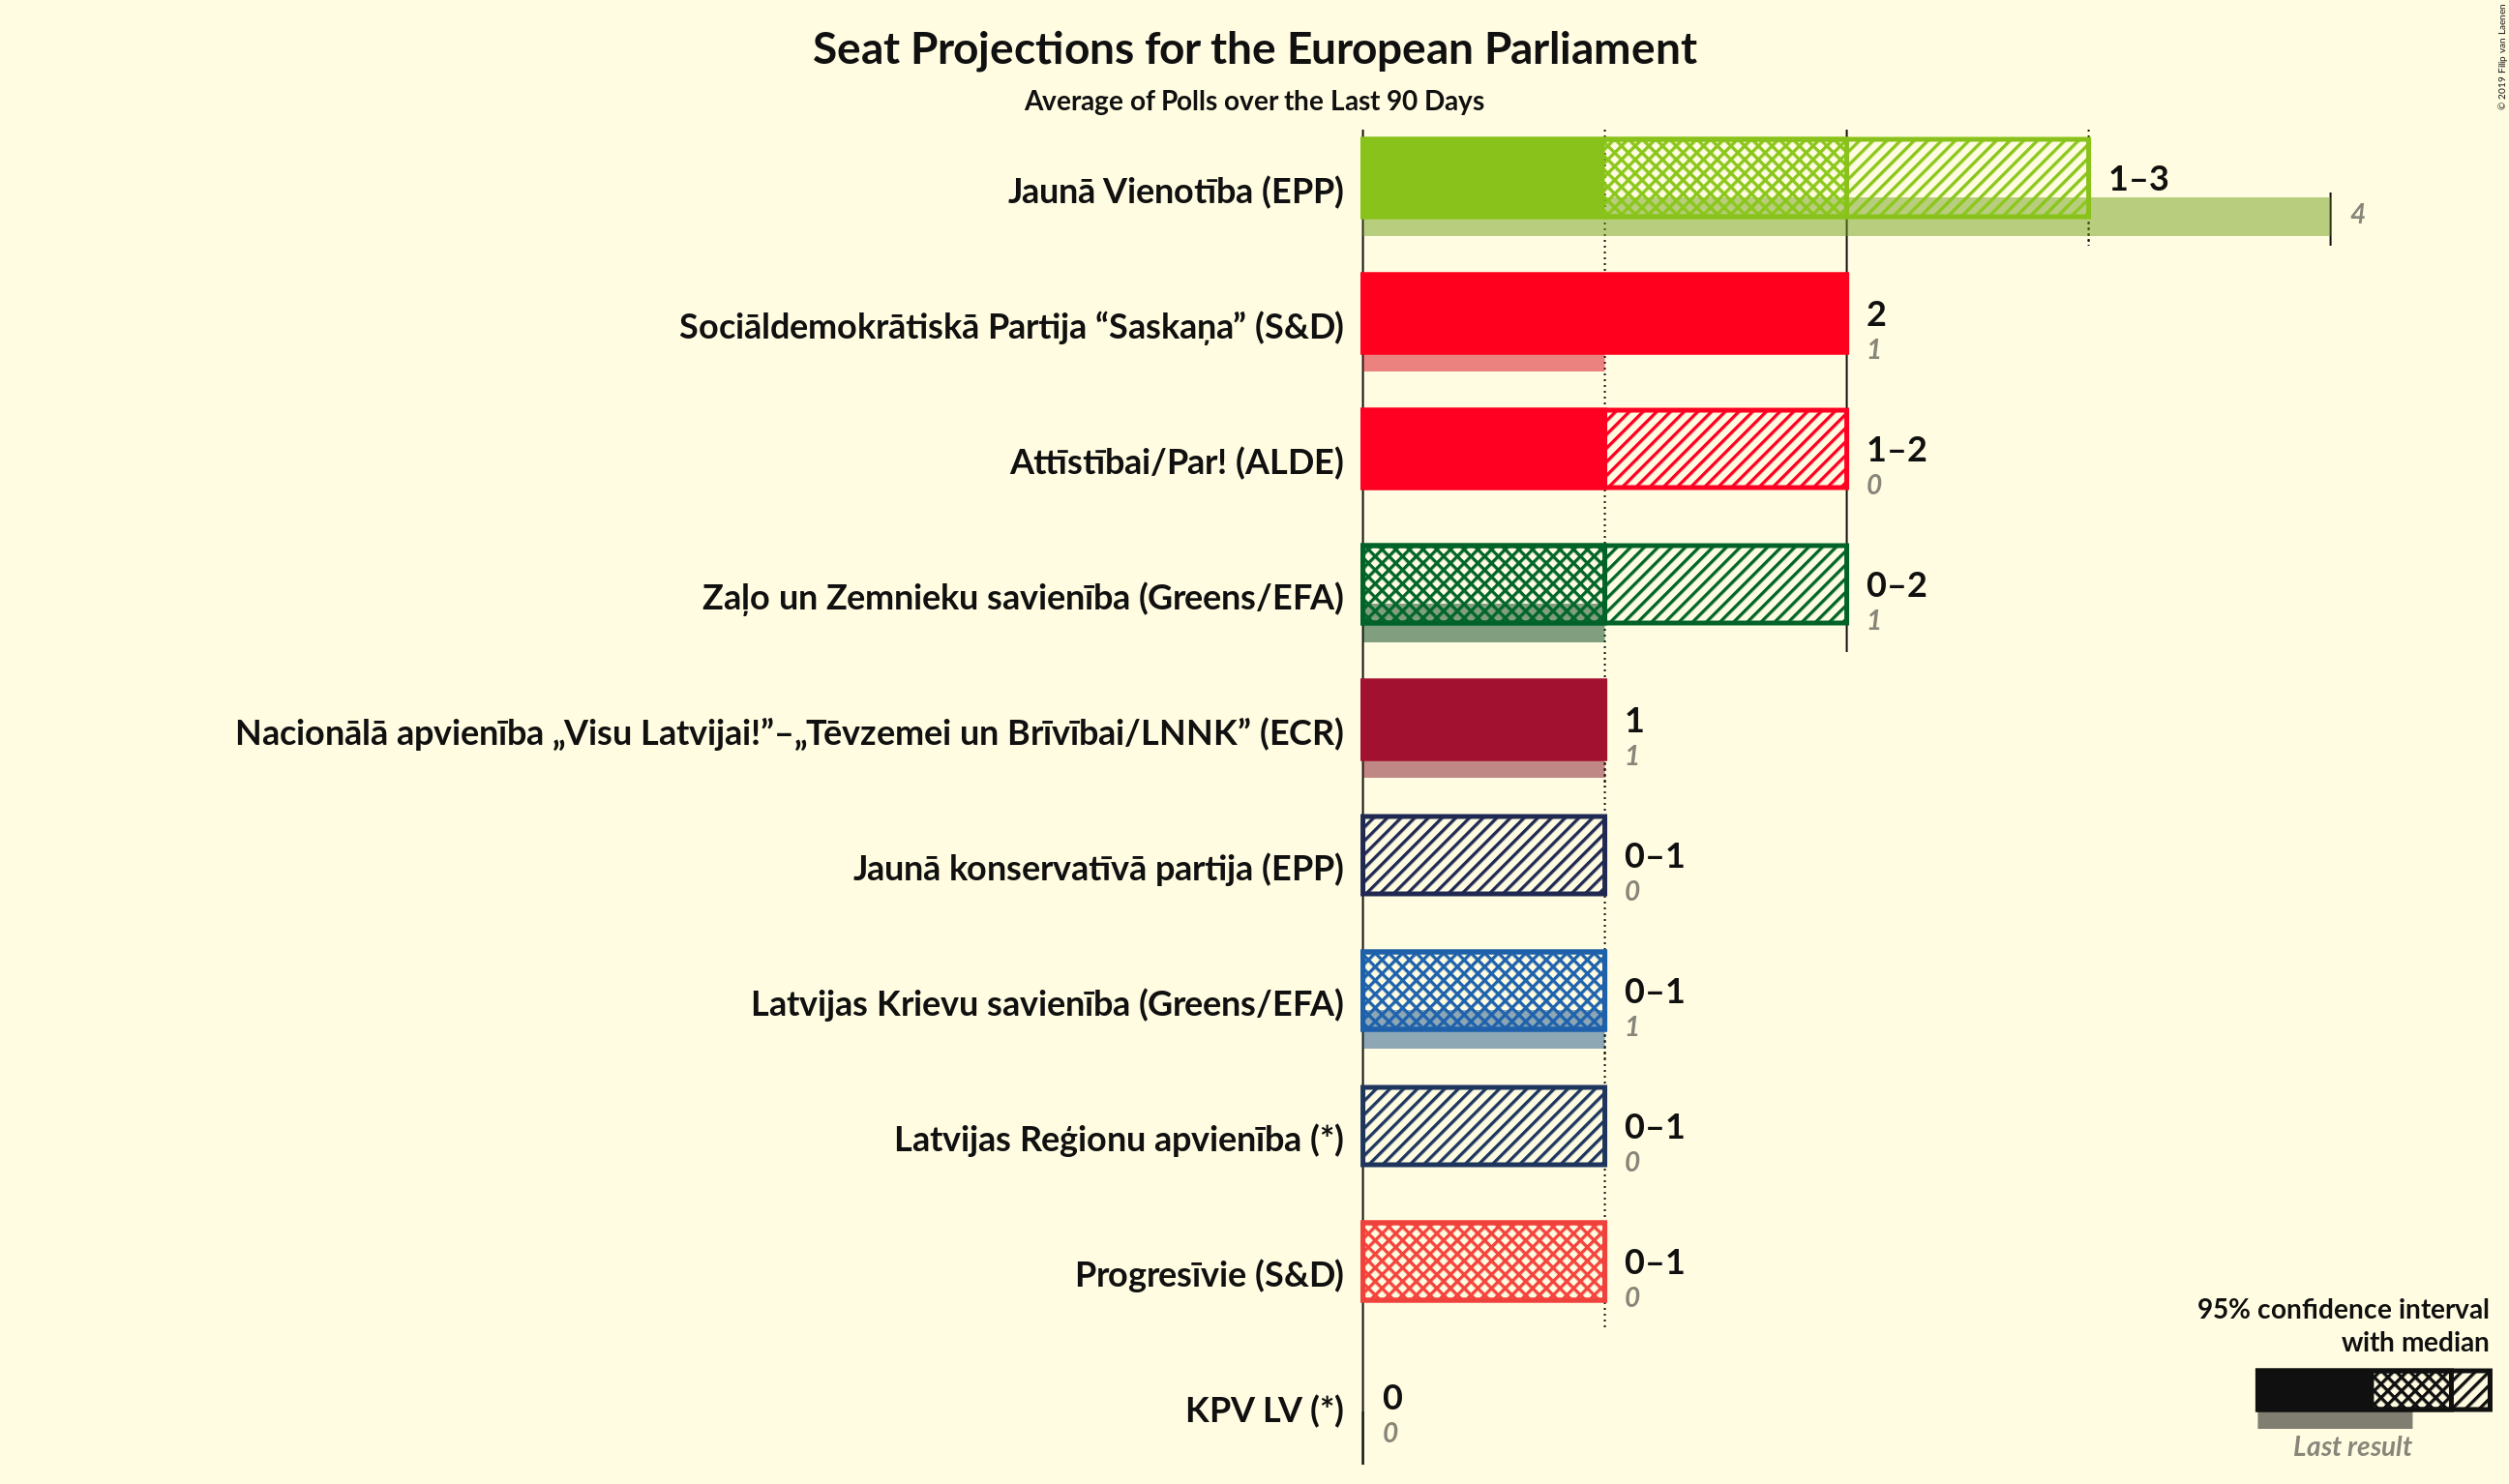 Seat Projections for the European Parliament
Average of Polls over the Last 90 Days
© 2019 Filip van Laenen
Jaunā Vienotība (EPP)
1–3
4
Sociāldemokrātiskā Partija “Saskaņa” (S&D)
2
1
Attīstībai/Par! (ALDE)
1–2
0
Zaļo un Zemnieku savienība (Greens/EFA)
0–2
1
Nacionālā apvienība „Visu Latvijai!”–„Tēvzemei un Brīvībai/LNNK” (ECR)
1
1
Jaunā konservatīvā partija (EPP)
0–1
0
Latvijas Krievu savienība (Greens/EFA)
0–1
1
Latvijas Reģionu apvienība (*)
0–1
0
Progresīvie (S&D)
0–1
0
KPV LV (*)
0
0
95% confidence interval
with median
Last result